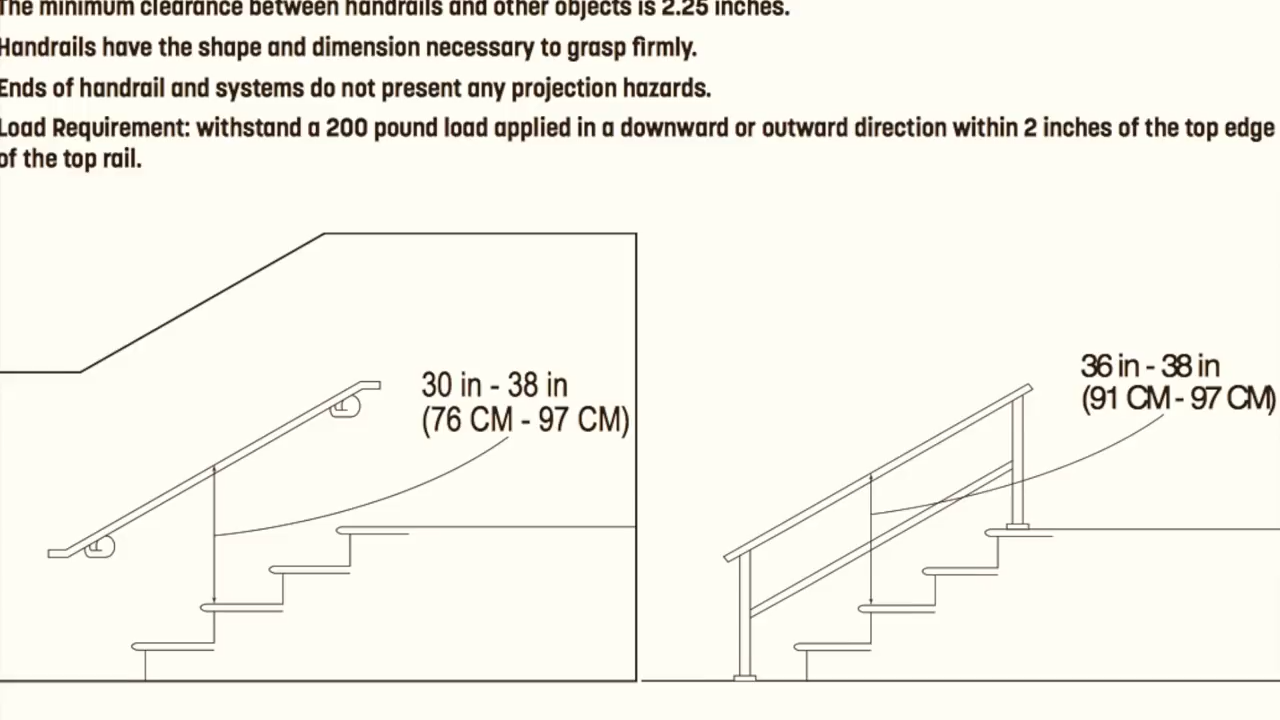 The minimum clearance between handrails and other objects is 2.25 inches.
Handrails have the shape and dimension necessary to grasp firmly.
Ends of handrail and systems do not present any projection hazards.
Load Requirement: withstand a 200 pound load applied in a downward or outward direction within 2 inches of the top edge
of the top rail.
30 in - 38 in
(76 CM - 97 CM)
36 in - 38 in
(91 CM - 97 CM)